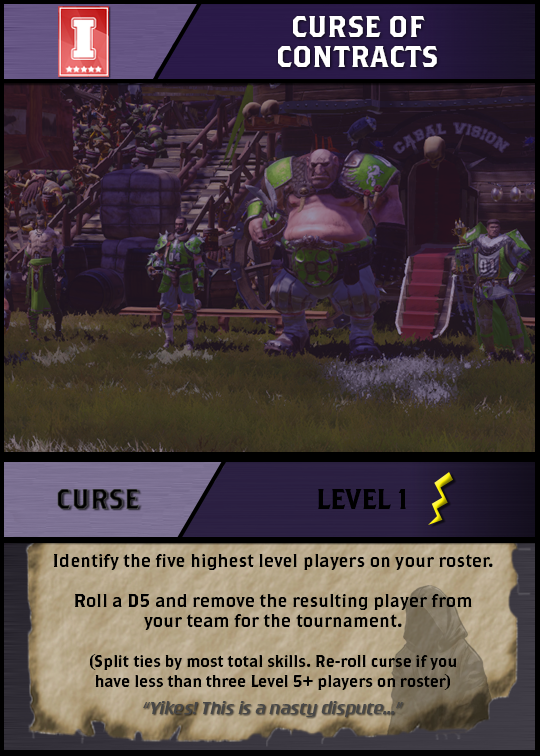 I
CURSE OF
CONTRACTS
CABAL VISION
CURSE
LEVEL 1
Identify the five highest level players on your roster.
Roll a D5 and remove the resulting player from
your team for the tournament.
(Split ties by most total skills. Re-roll curse if you
have less than three Level 5+ players on roster)
“Yikes! This is a nasty dispute...”